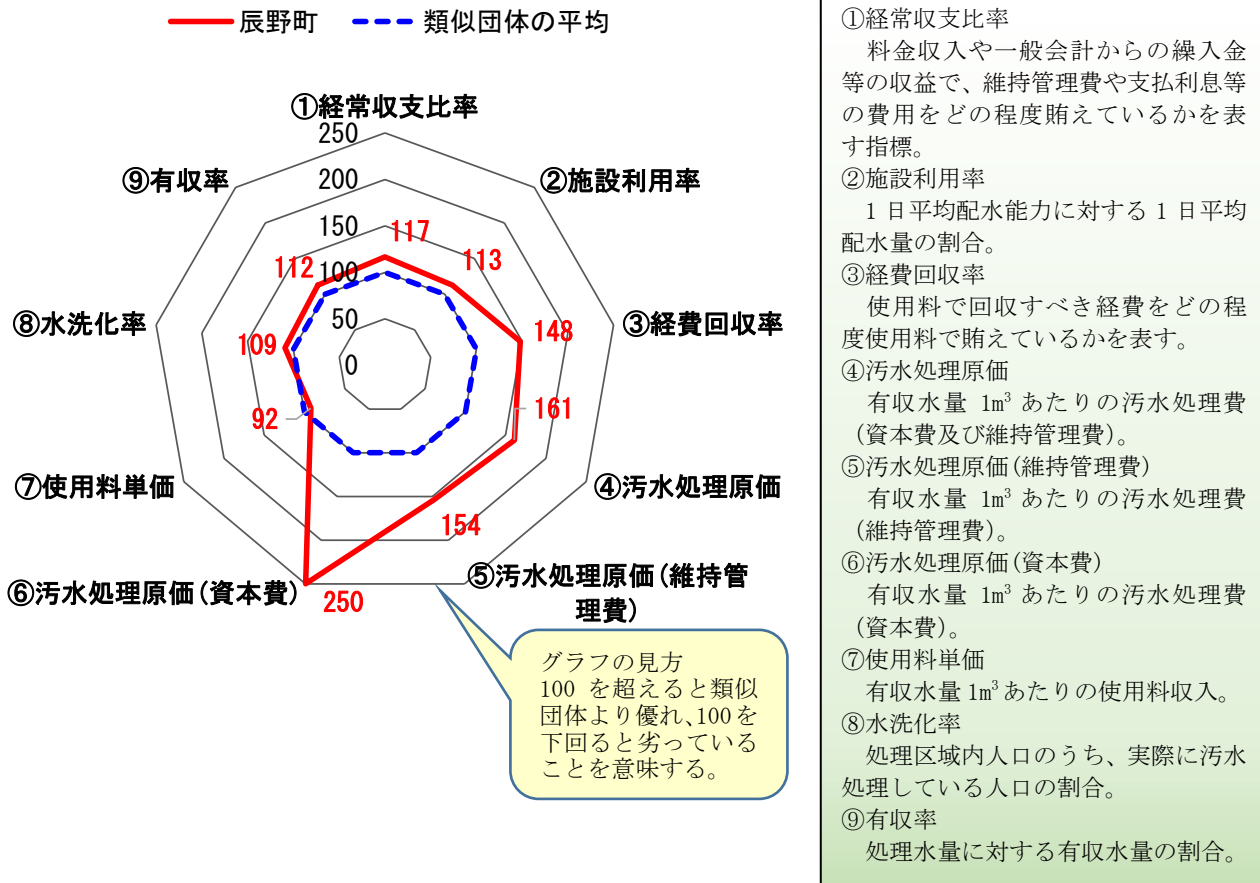 辰野町
類似団体の平均
①経常収支比率
②施設利用率
③経費回収率
④汚水処理原価
⑤汚水処理原価(維持管
理費)
⑥汚水処理原価(資本費)
⑦使用料単価
⑧水洗化率
⑨有収率
250
200
150
100
50
0
117
113
148
161
154
250
92
109
112
グラフの見方
100 を超えると類似
団体より優れ、100を
下回ると劣っている
ことを意味する。
①経常収支比率
料金収入や一般会計からの繰入金
等の収益で、維持管理費や支払利息等
の費用をどの程度賄えているかを表
す指標。
②施設利用率
1 日平均配水能力に対する 1 日平均
配水量の割合。
③経費回収率
使用料で回収すべき経費をどの程
度使用料で賄えているかを表す。
④汚水処理原価
有収水量 1m³ あたりの汚水処理費
(資本費及び維持管理費)。
⑤汚水処理原価(維持管理費)
有収水量 1m³ あたりの汚水処理費
(維持管理費)。
⑥汚水処理原価(資本費)
有収水量 1m³ あたりの汚水処理費
(資本費)。
⑦使用料単価
有収水量 1m³ あたりの使用料収入。
⑧水洗化率
処理区域内人口のうち、実際に汚水
処理している人口の割合。
⑨有収率
処理水量に対する有収水量の割合。